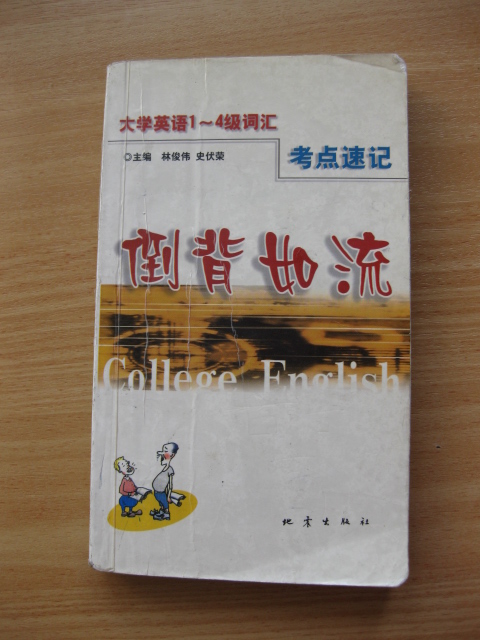 大学英语1～4级词汇
考点速记
◎主编 林俊伟 史伏荣
倒背如流
College English
地震出版社